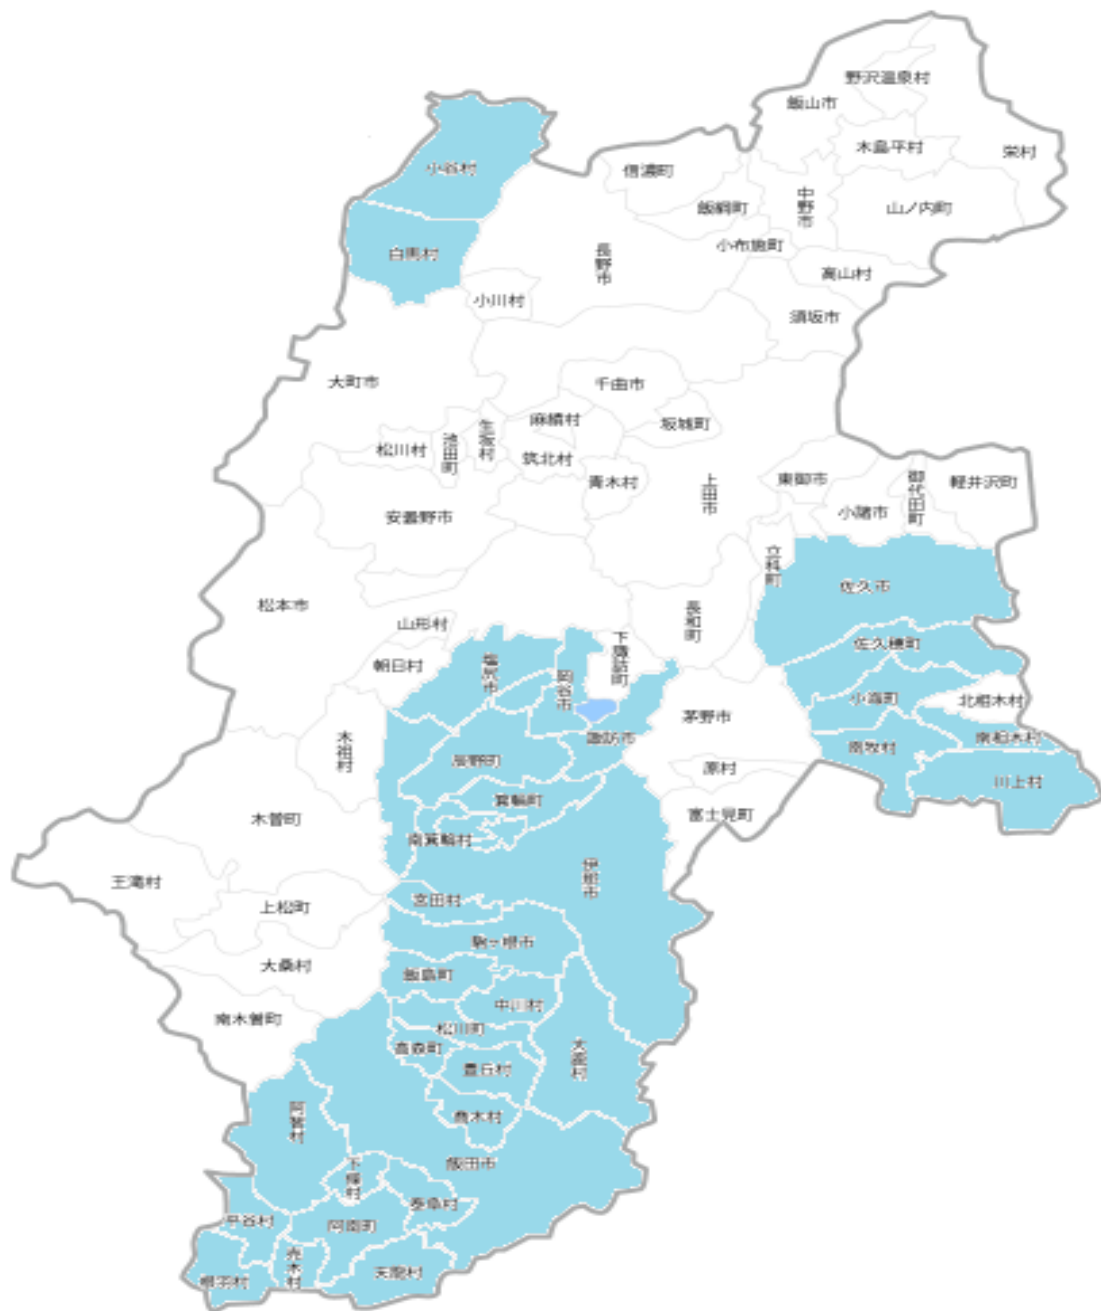 野沢温泉村
飯山市
木島平村
栄村
小谷村
信濃町
飯綱町
中野市
山ノ内町
白馬村
長野市
小布施町
高山村
小川村
須坂市
大町市
千曲市
麻績村
坂城町
松川村
池田町
生坂村
筑北村
青木村
上田市
東御市
御代田町
軽井沢町
小諸市
安曇野市
立科町
佐久市
松本市
山形村
長和町
下諏訪町
佐久穂町
朝日村
塩尻市
岡谷市
小海町
北相木村
木祖村
茅野市
諏訪市
南牧村
南相木村
辰野町
原村
川上村
箕輪町
木曽町
富士見町
南箕輪村
伊那市
王滝村
上松町
宮田村
駒ヶ根市
大桑村
飯島町
中川村
南木曽町
松川町
高森町
大鹿村
豊丘村
阿智村
喬木村
飯田市
下條村
泰阜村
平谷村
阿南町
売木村
天龍村
根羽村